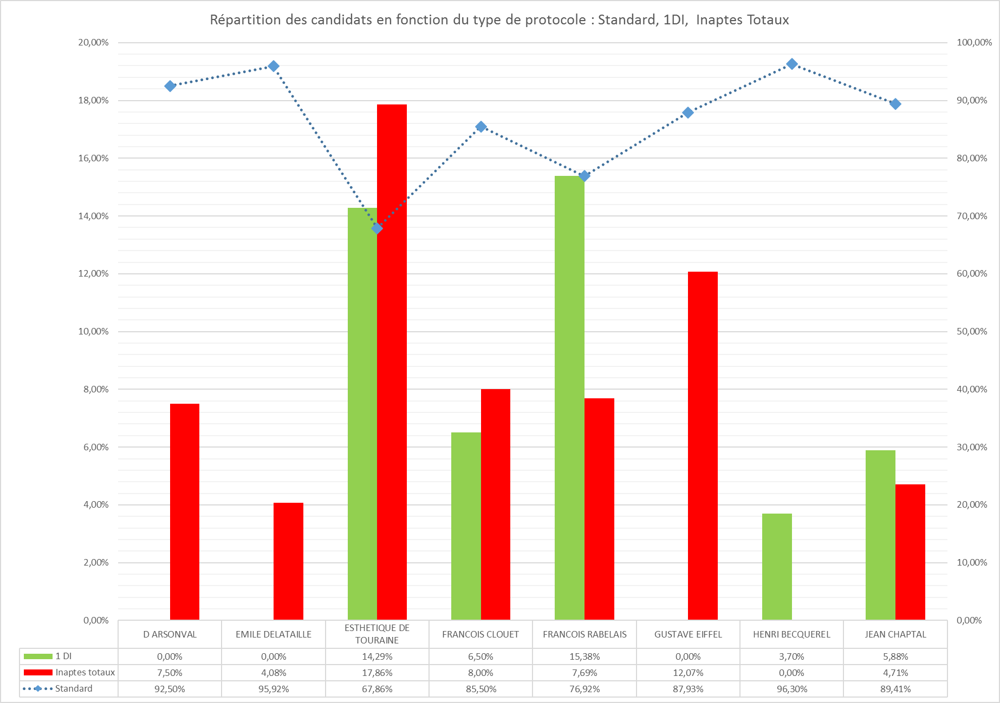 Répartition des candidats en fonction du type de protocole : Standard, 1DI, Inaptes Totaux
20,00% 100,00%
18,00% 90,00%
16,00% 80,00%
14,00% 70,00%
12,00% 60,00%
10,00% 50,00%
8,00% 40,00%
6,00% 30,00%
4,00% 20,00%
2,00% 10,00%
0,00% 0,00%
D ARSONVAL EMILE DELATAILLE ESTHETIQUE DE TOURAINE FRANCOIS CLOUET FRANCOIS RABELAIS GUSTAVE EIFFEL HENRI BECQUEREL JEAN CHAPTAL
1 DI 0,00% 0,00% 14,29% 6,50% 15,38% 0,00% 3,70% 5,88%
Inaptes totaux 7,50% 4,08% 17,86% 8,00% 7,69% 12,07% 0,00% 4,71%
Standard 92,50% 95,92% 67,86% 85,50% 76,92% 87,93% 96,30% 89,41%